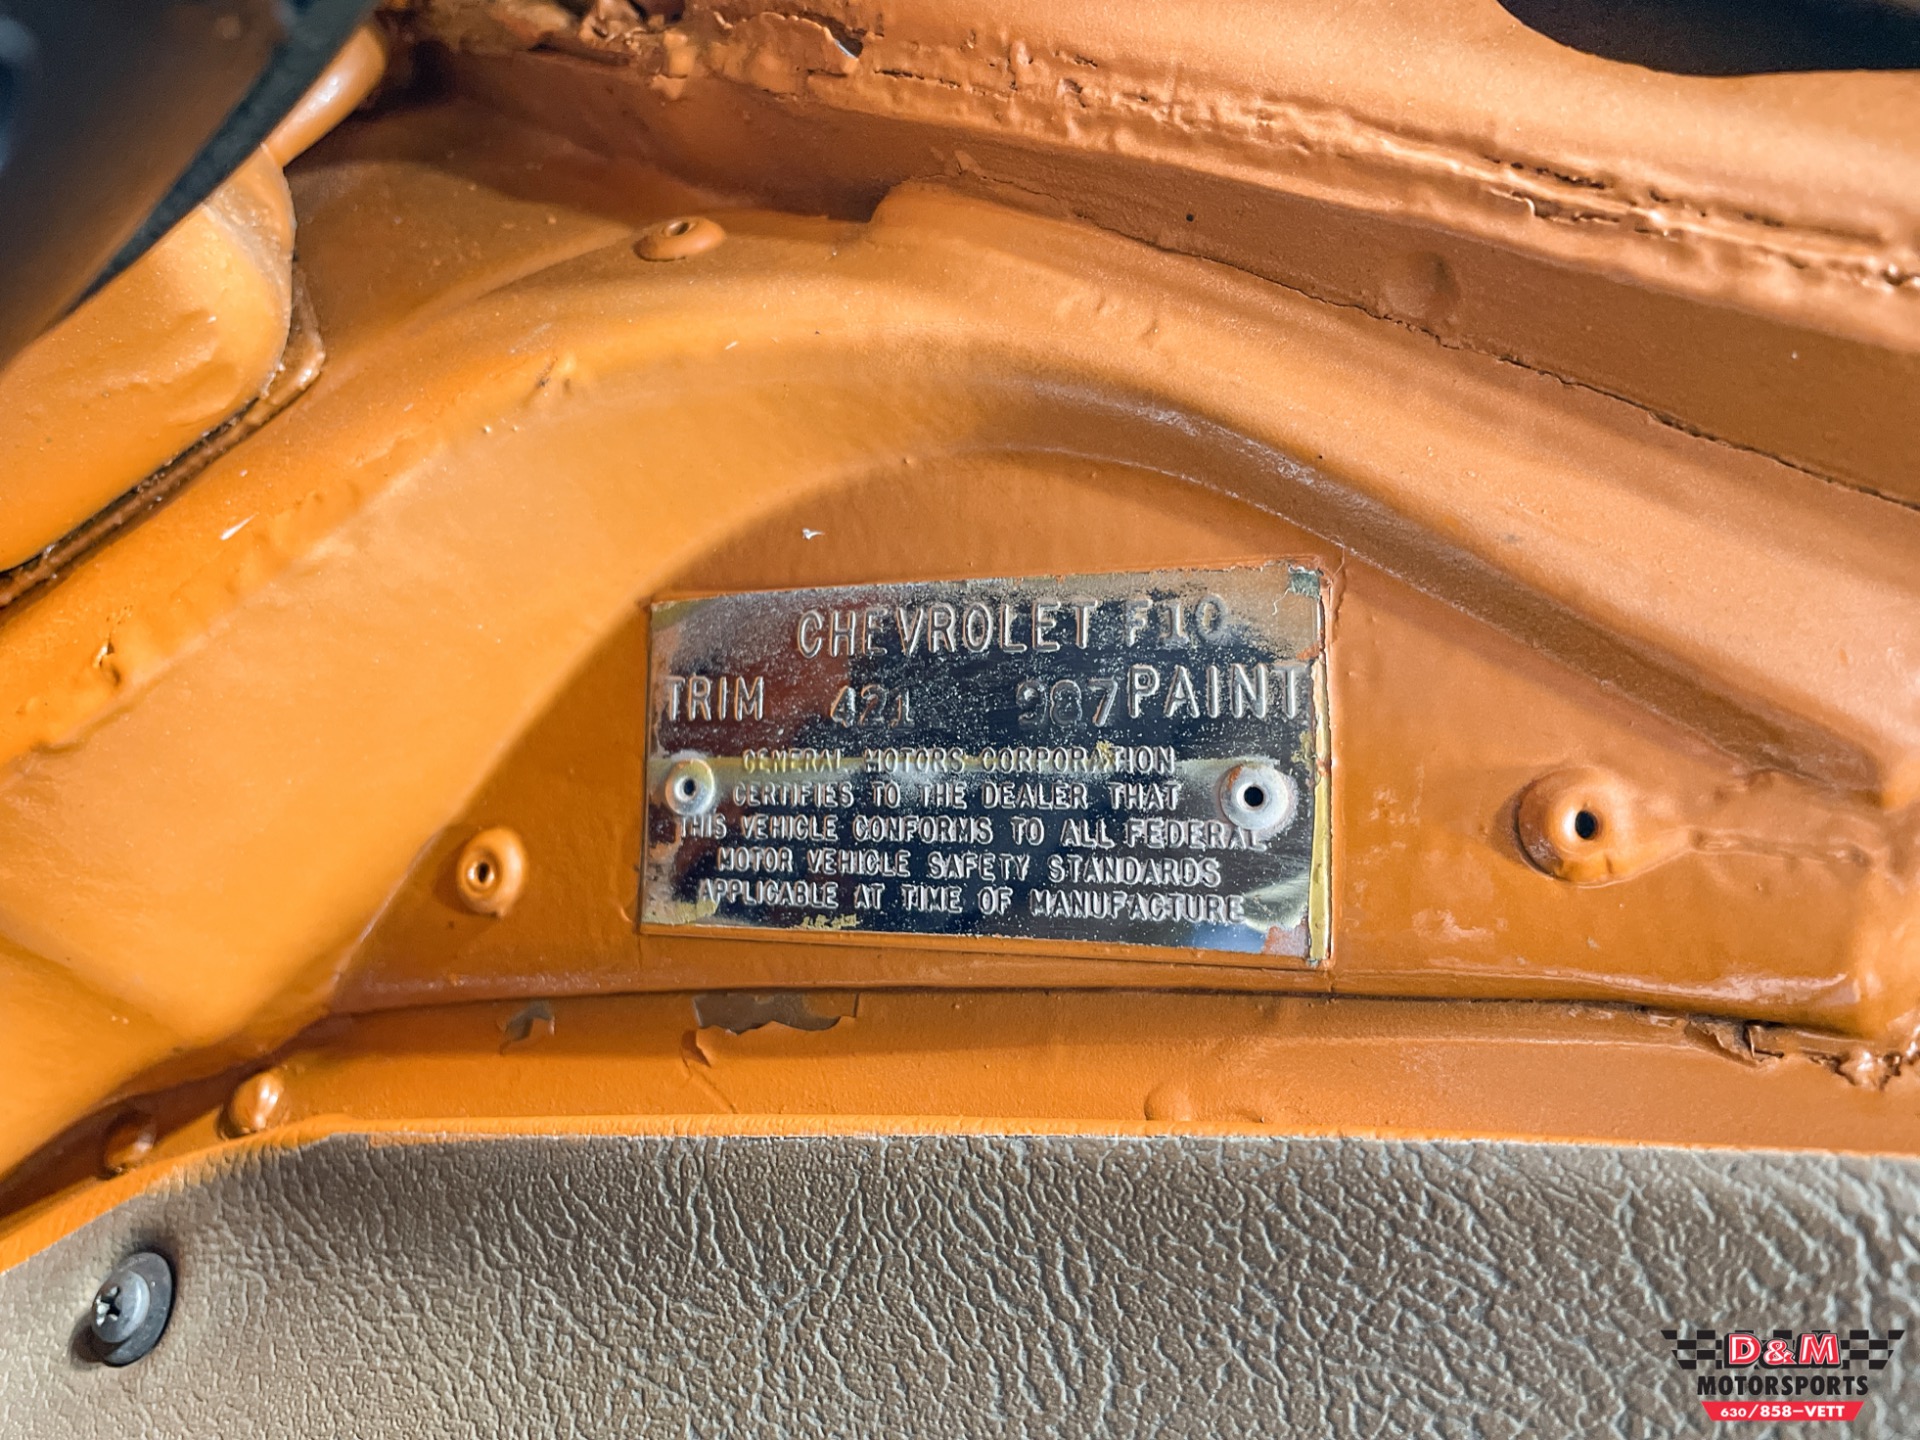 CHEVROLET F10
TRIM 421 987 PAINT
GENERAL MOTORS CORPORATION
CERTIFIES TO THE DEALER THAT
THIS VEHICLE CONFORMS TO ALL FEDERAL
MOTOR VEHICLE SAFETY STANDARDS
APPLICABLE AT TIME OF MANUFACTURE
D&M
MOTORSPORTS
630/858-VETT